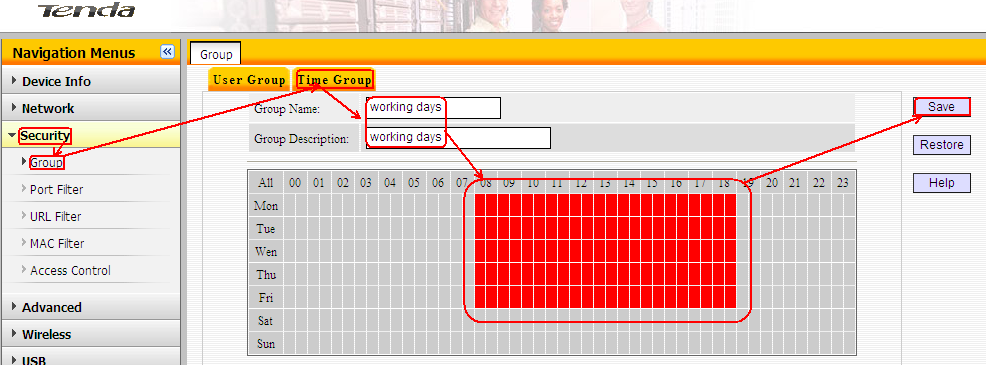 Tenda
Navigation Menus
Device Info
Network
Security
Group
Port Filter
URL Filter
MAC Filter
Access Control
Advanced
Wireless
USB
Group
User Group Time Group
Group Name: working days
Group Description: working days
All 00 01 02 03 04 05 06 07 08 09 10 11 12 13 14 15 16 17 18 19 20 21 22 23
Mon
Tue
Wen
Thu
Fri
Sat
Sun
Save
Restore
Help